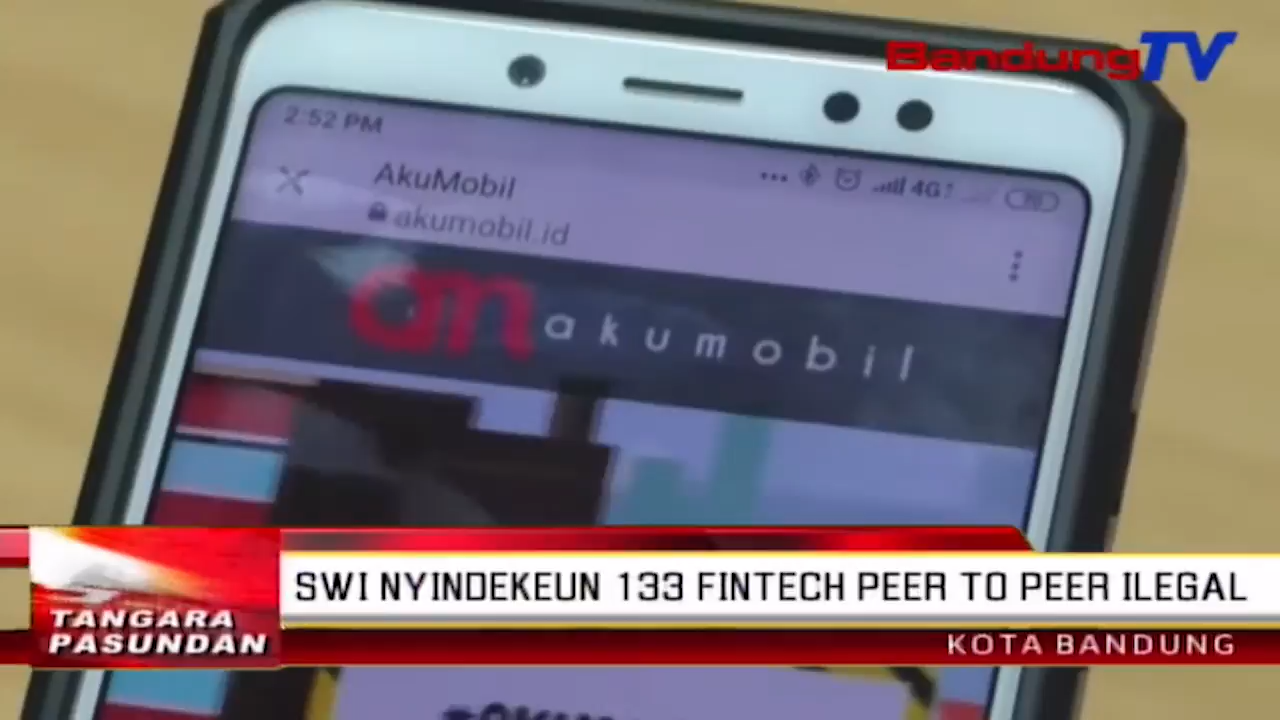 BandungTV
2:52 PM
4G
AkuMobil
akumobil.id
am akumobil
SWI NYINDEKEUN 133 FINTECH PEER TO PEER ILEGAL
TANGARA
PASUNDAN
KOTA BANDUNG